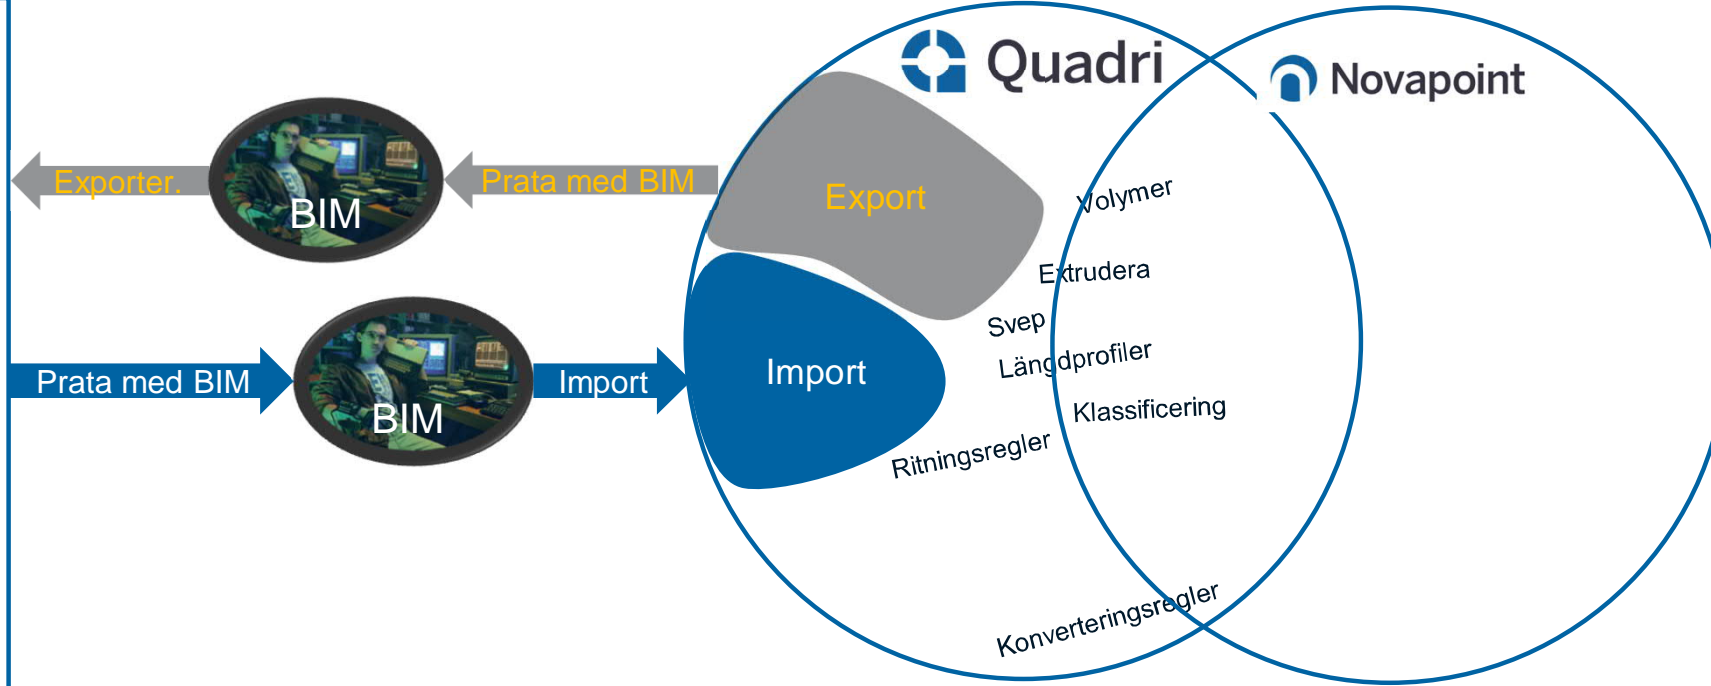 Quadri
Novapoint
Exporter.
BIM
Prata med BIM
Export
Volymer
Extrudera
Svep
Längdprofiler
Prata med BIM
BIM
Import
Import
Klassificering
Ritningsregler
Konverteringsregler